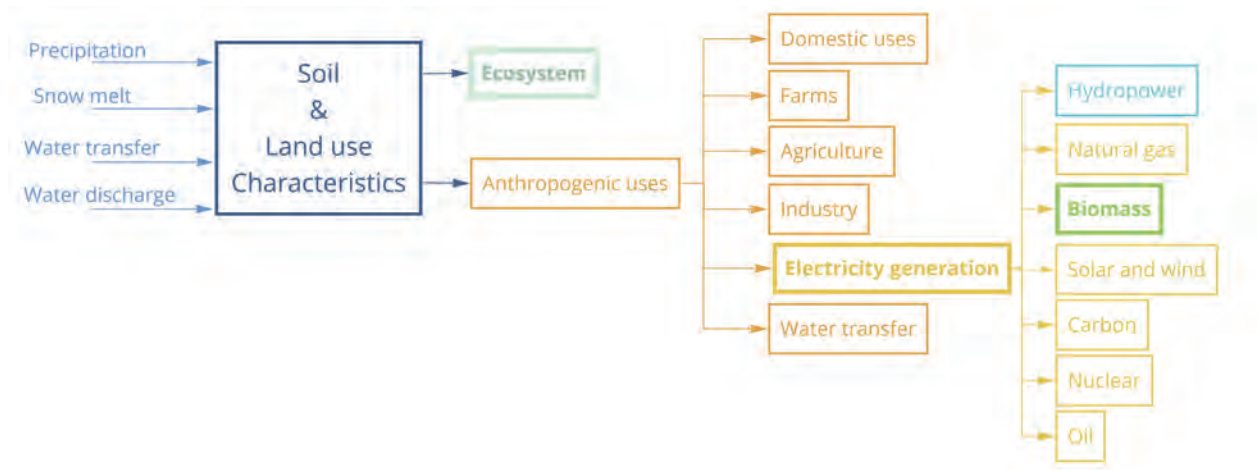 Precipitation
Snow melt
Water transfer
Water discharge
Soil
&
Land use
Characteristics
Ecosystem
Anthropogenic uses
Domestic uses
Farms
Agriculture
Industry
Electricity generation
Water transfer
Hydropower
Natural gas
Biomass
Solar and wind
Carbon
Nuclear
Oil